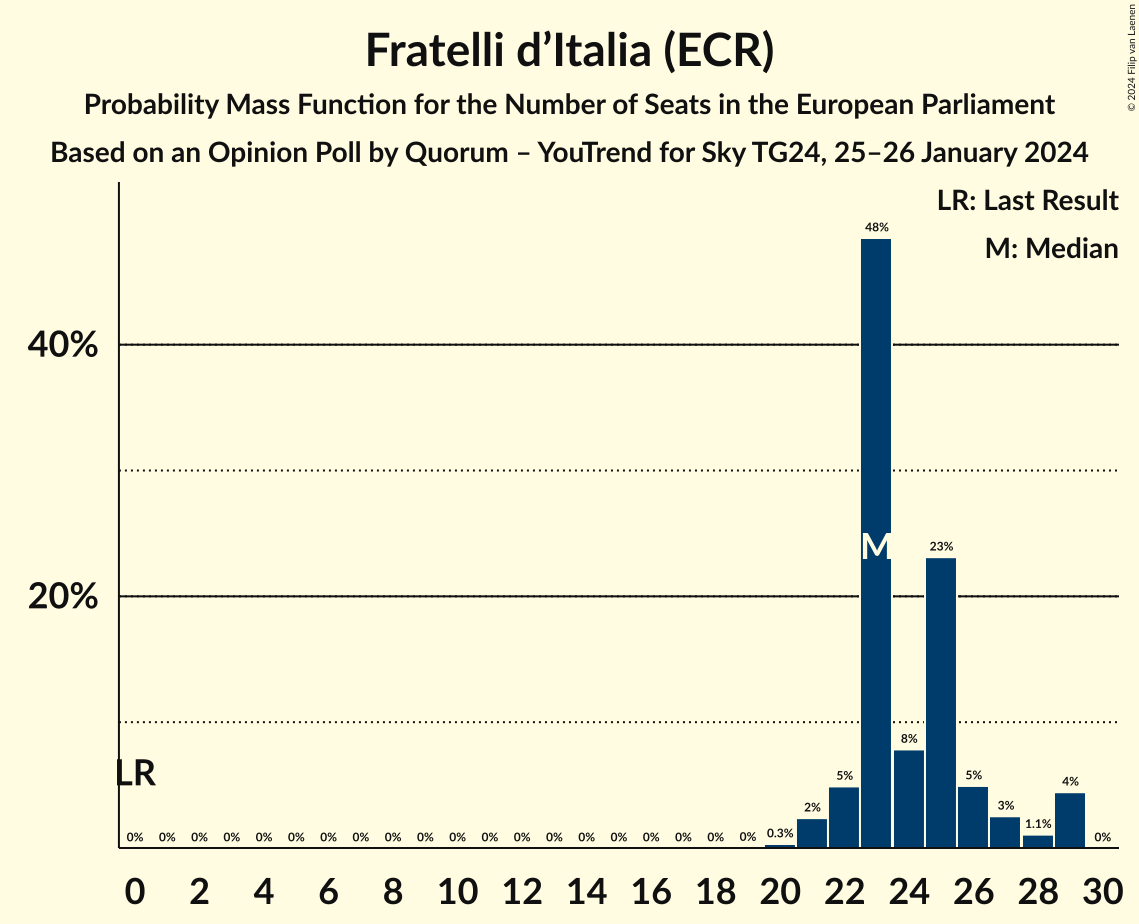 Fratelli d’Italia (ECR)
Probability Mass Function for the Number of Seats in the European Parliament
Based on an Opinion Poll by Quorum – YouTrend for Sky TG24, 25–26 January 2024
© 2024 Filip van Laenen
LR: Last Result
M: Median
48%
40%
M
23%
20%
8%
LR
5%
5%
4%
2%
3%
1.1%
0% 0% 0% 0% 0% 0% 0% 0% 0% 0% 0% 0% 0% 0% 0% 0% 0% 0% 0% 0% 0.3% 0%
0 2 4 6 8 10 12 14 16 18 20 22 24 26 28 30